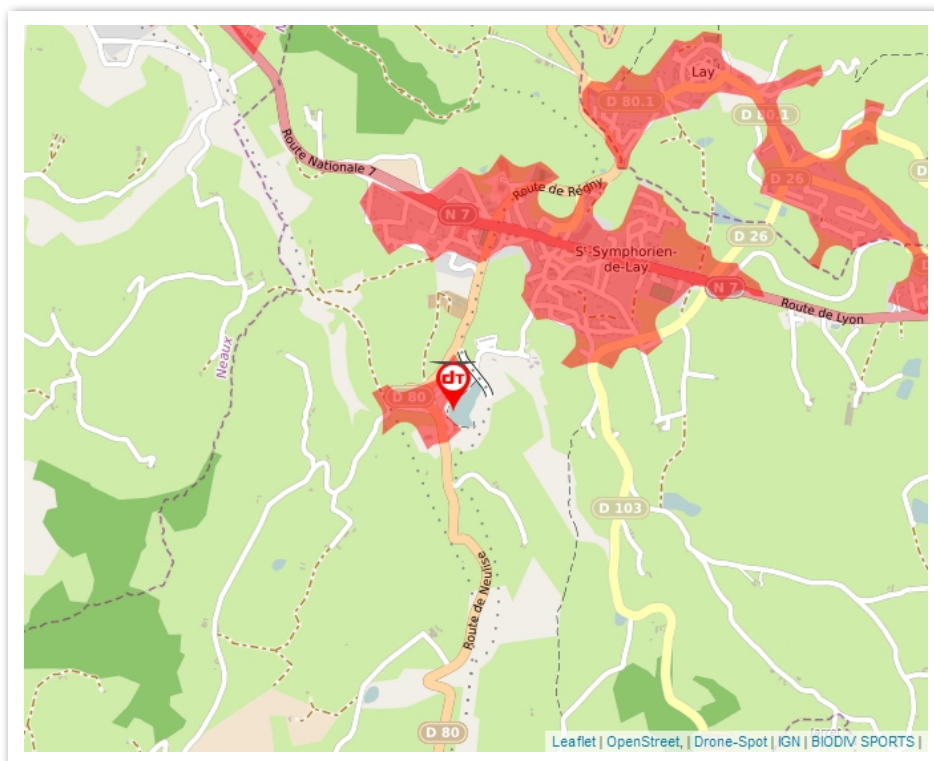 Lay
D 80.1
D 80.1
Route Nationale 7
D 26
Route de Régny
N 7
D 26
St-Symphorien-
de-Lay
N 7
Route de Lyon
Neaux
dT
D 80
D 103
Route de Neulise
D 80
Leaflet | OpenStreet, | Drone-Spot | IGN | BIODIV SPORTS |